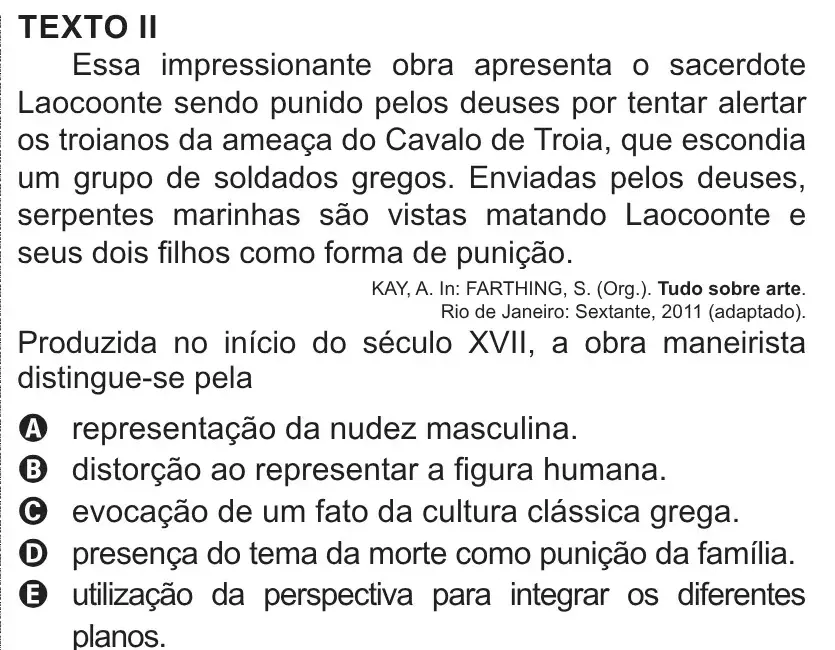 TEXTO II
Essa impressionante obra apresenta o sacerdote
Laocoonte sendo punido pelos deuses por tentar alertar
os troianos da ameaça do Cavalo de Troia, que escondia
um grupo de soldados gregos. Enviadas pelos deuses,
serpentes marinhas são vistas matando Laocoonte e
seus dois filhos como forma de punição.
KAY, A. In: FARTHING, S. (Org.). Tudo sobre arte.
Rio de Janeiro: Sextante, 2011 (adaptado).
Produzida no início do século XVII, a obra maneirista
distingue-se pela
A representação da nudez masculina.
B distorção ao representar a figura humana.
C evocação de um fato da cultura clássica grega.
D presença do tema da morte como punição da família.
E utilização da perspectiva para integrar os diferentes
planos.